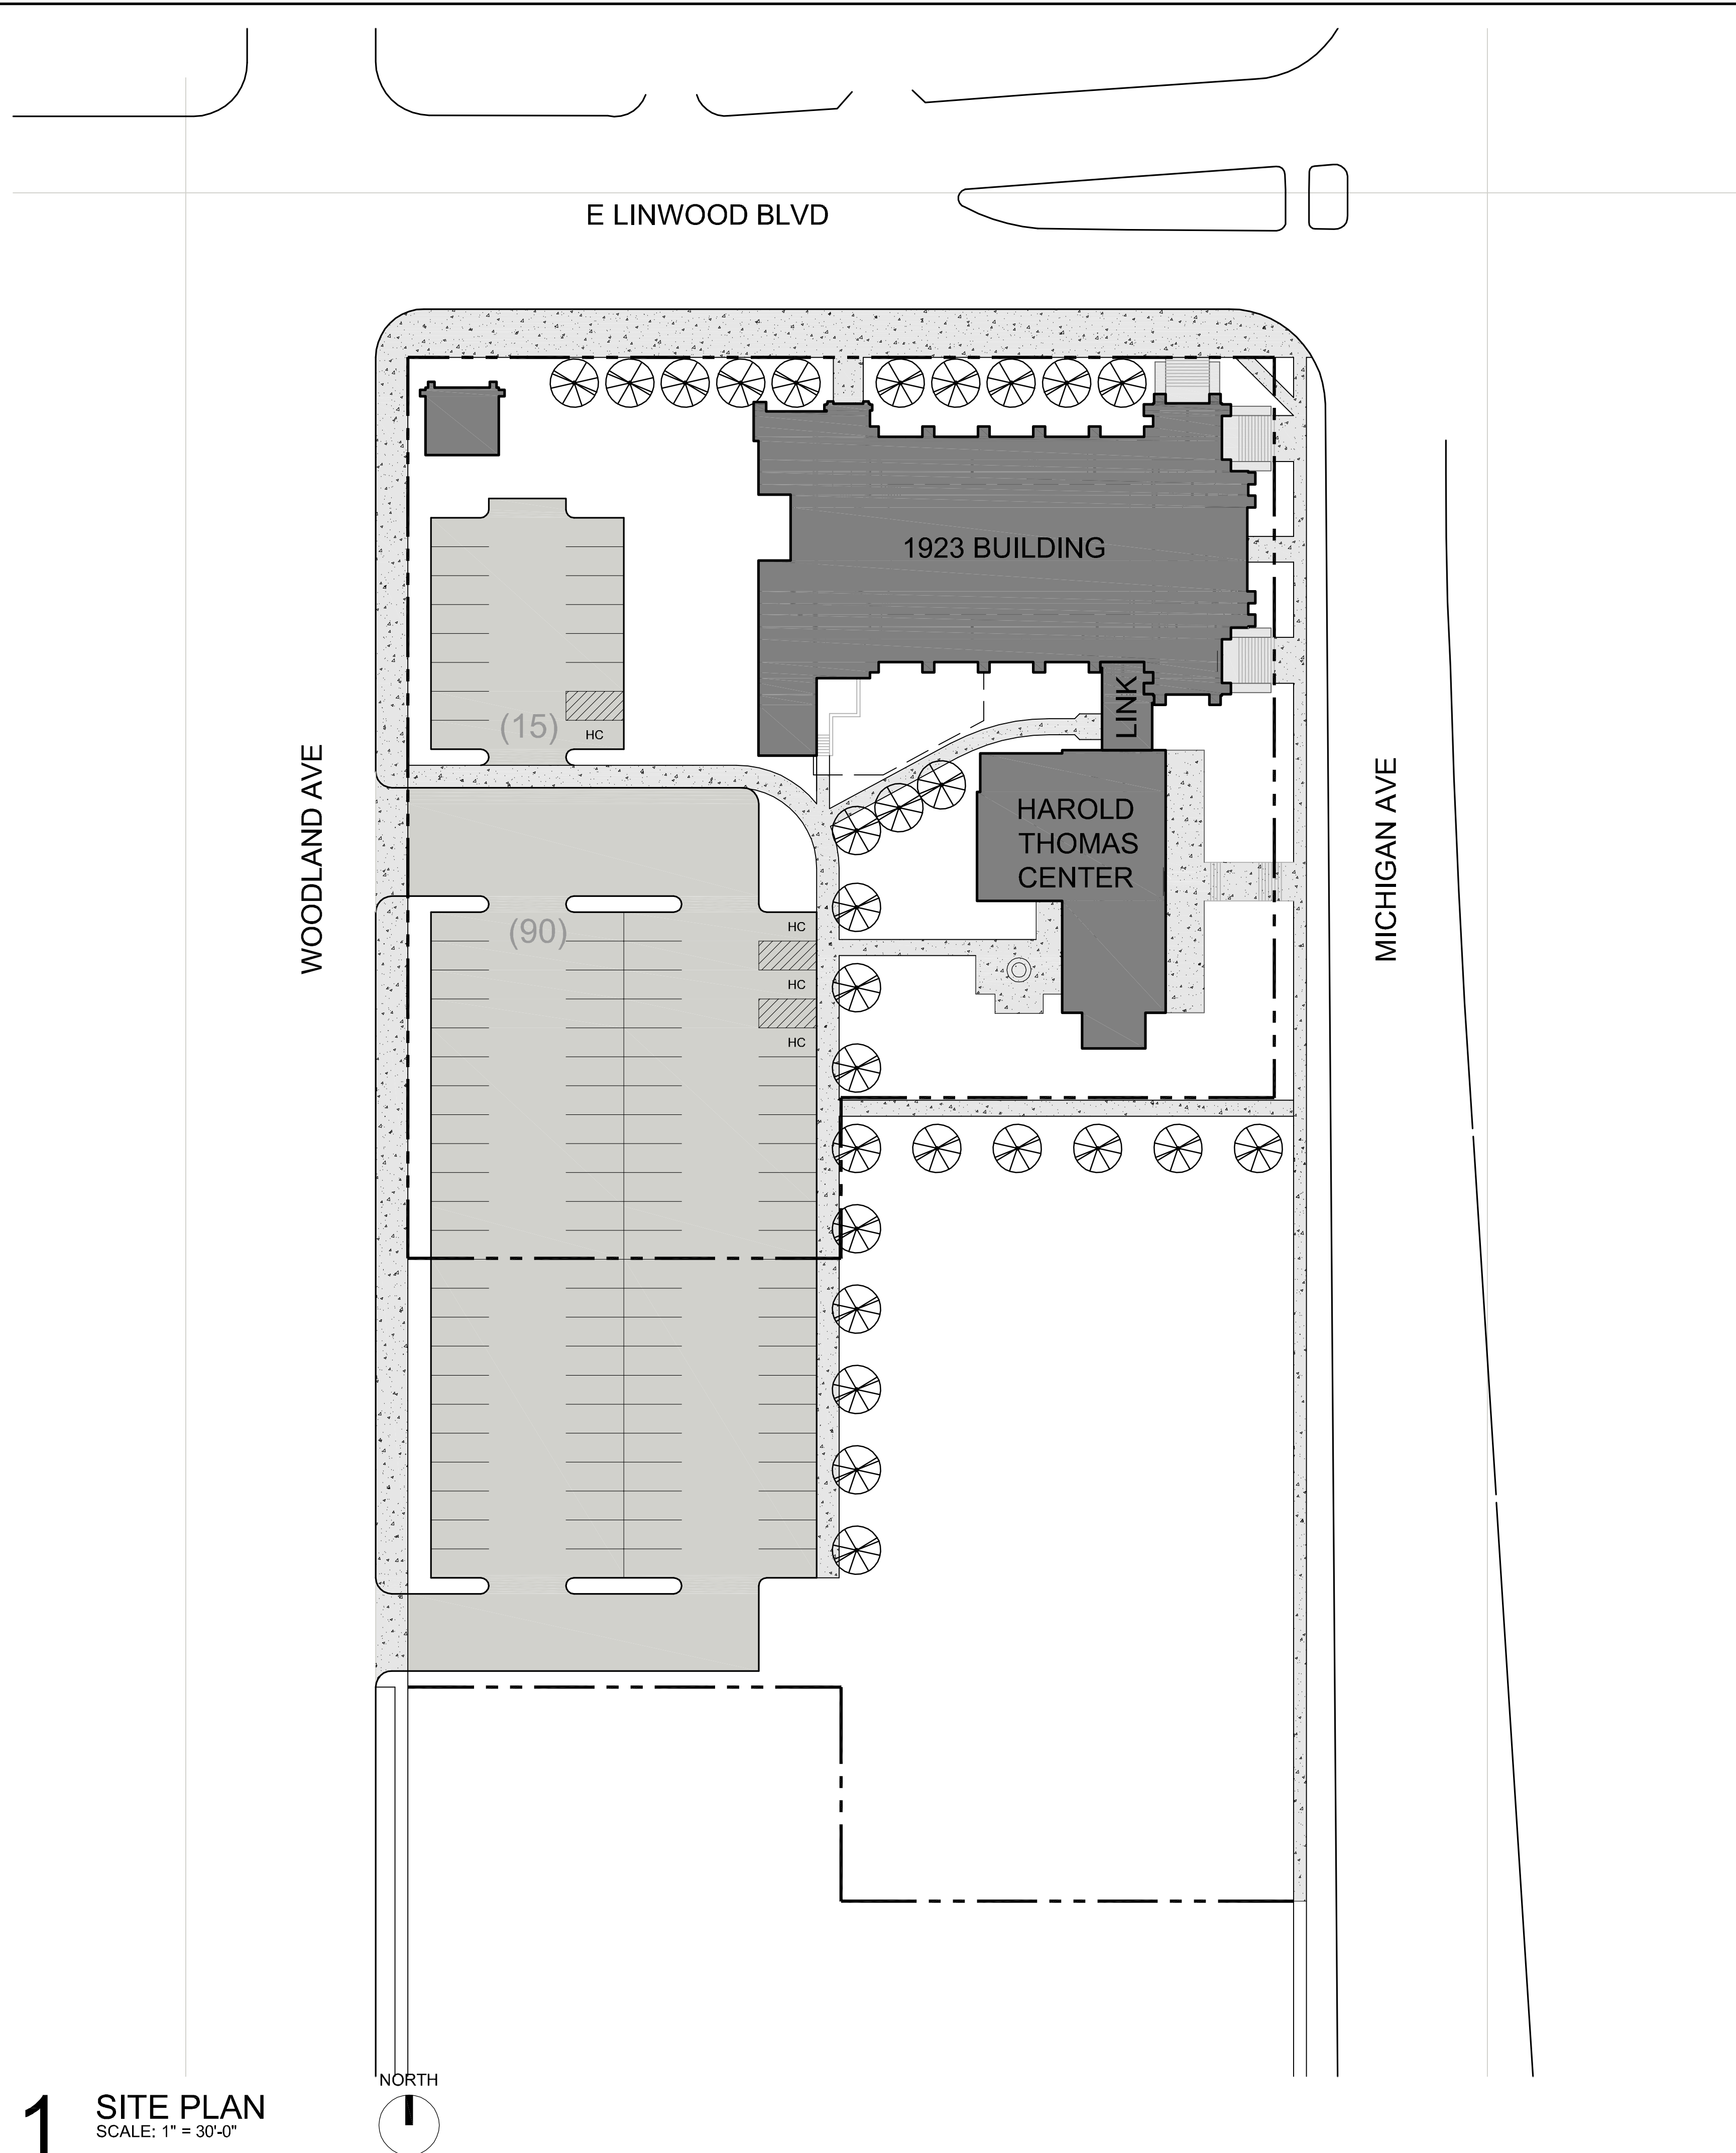 E LINWOOD BLVD
1923 BUILDING
LINK
(15)
HC
WOODLAND AVE
HAROLD
THOMAS
CENTER
MICHIGAN AVE
(90)
HC
HC
HC
NORTH
1
SITE PLAN
SCALE: 1" = 30'-0"